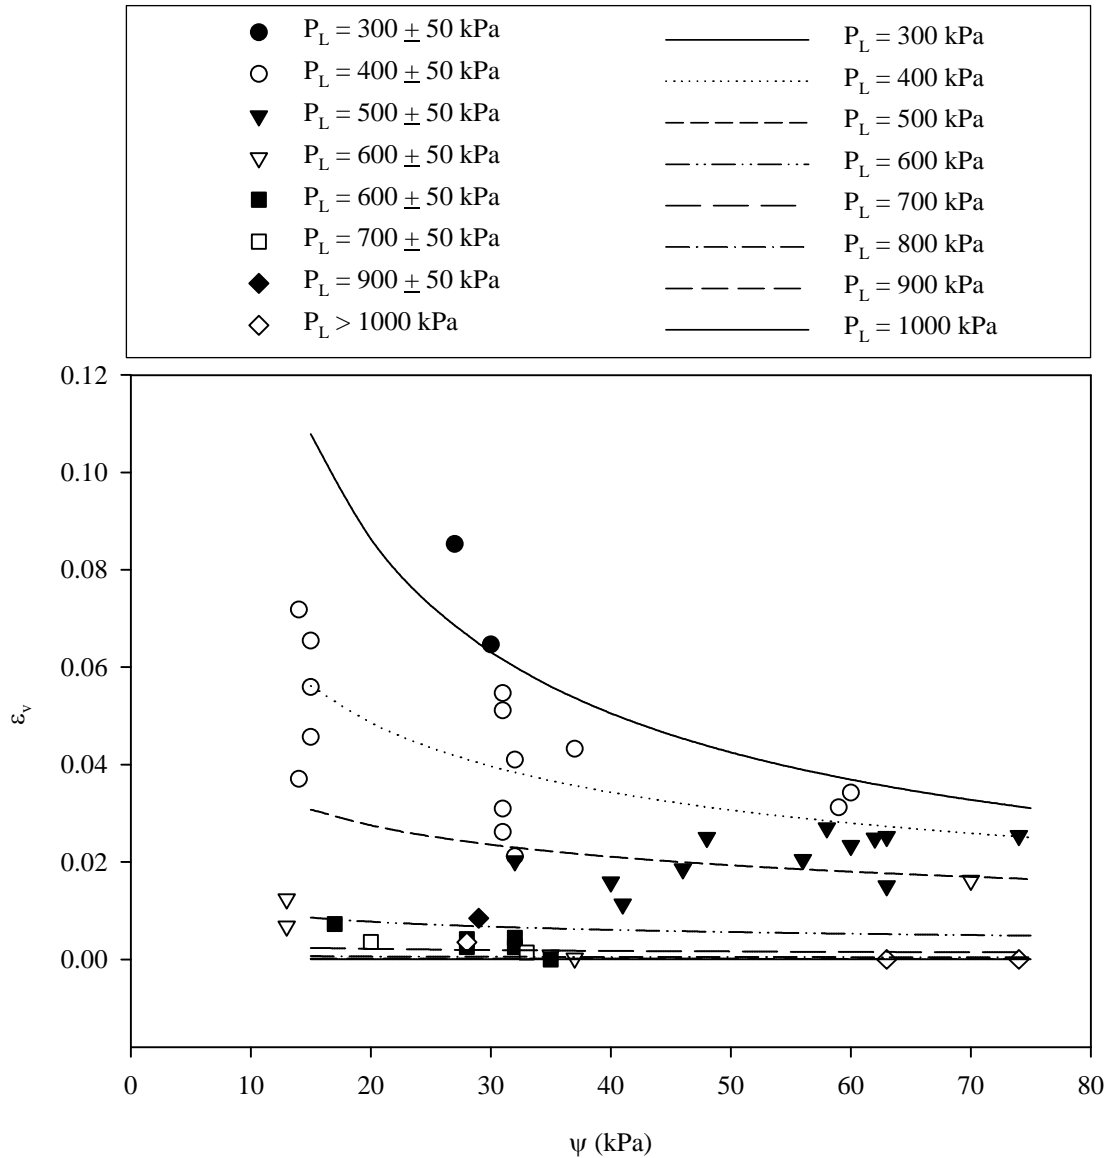 P_L = 300 ± 50 kPa
P_L = 400 ± 50 kPa
P_L = 500 ± 50 kPa
P_L = 600 ± 50 kPa
P_L = 600 ± 50 kPa
P_L = 700 ± 50 kPa
P_L = 900 ± 50 kPa
P_L > 1000 kPa
P_L = 300 kPa
P_L = 400 kPa
P_L = 500 kPa
P_L = 600 kPa
P_L = 700 kPa
P_L = 800 kPa
P_L = 900 kPa
P_L = 1000 kPa
0.12
0.10
0.08
0.06
0.04
0.02
0.00
ε_v
0 10 20 30 40 50 60 70 80
ψ (kPa)